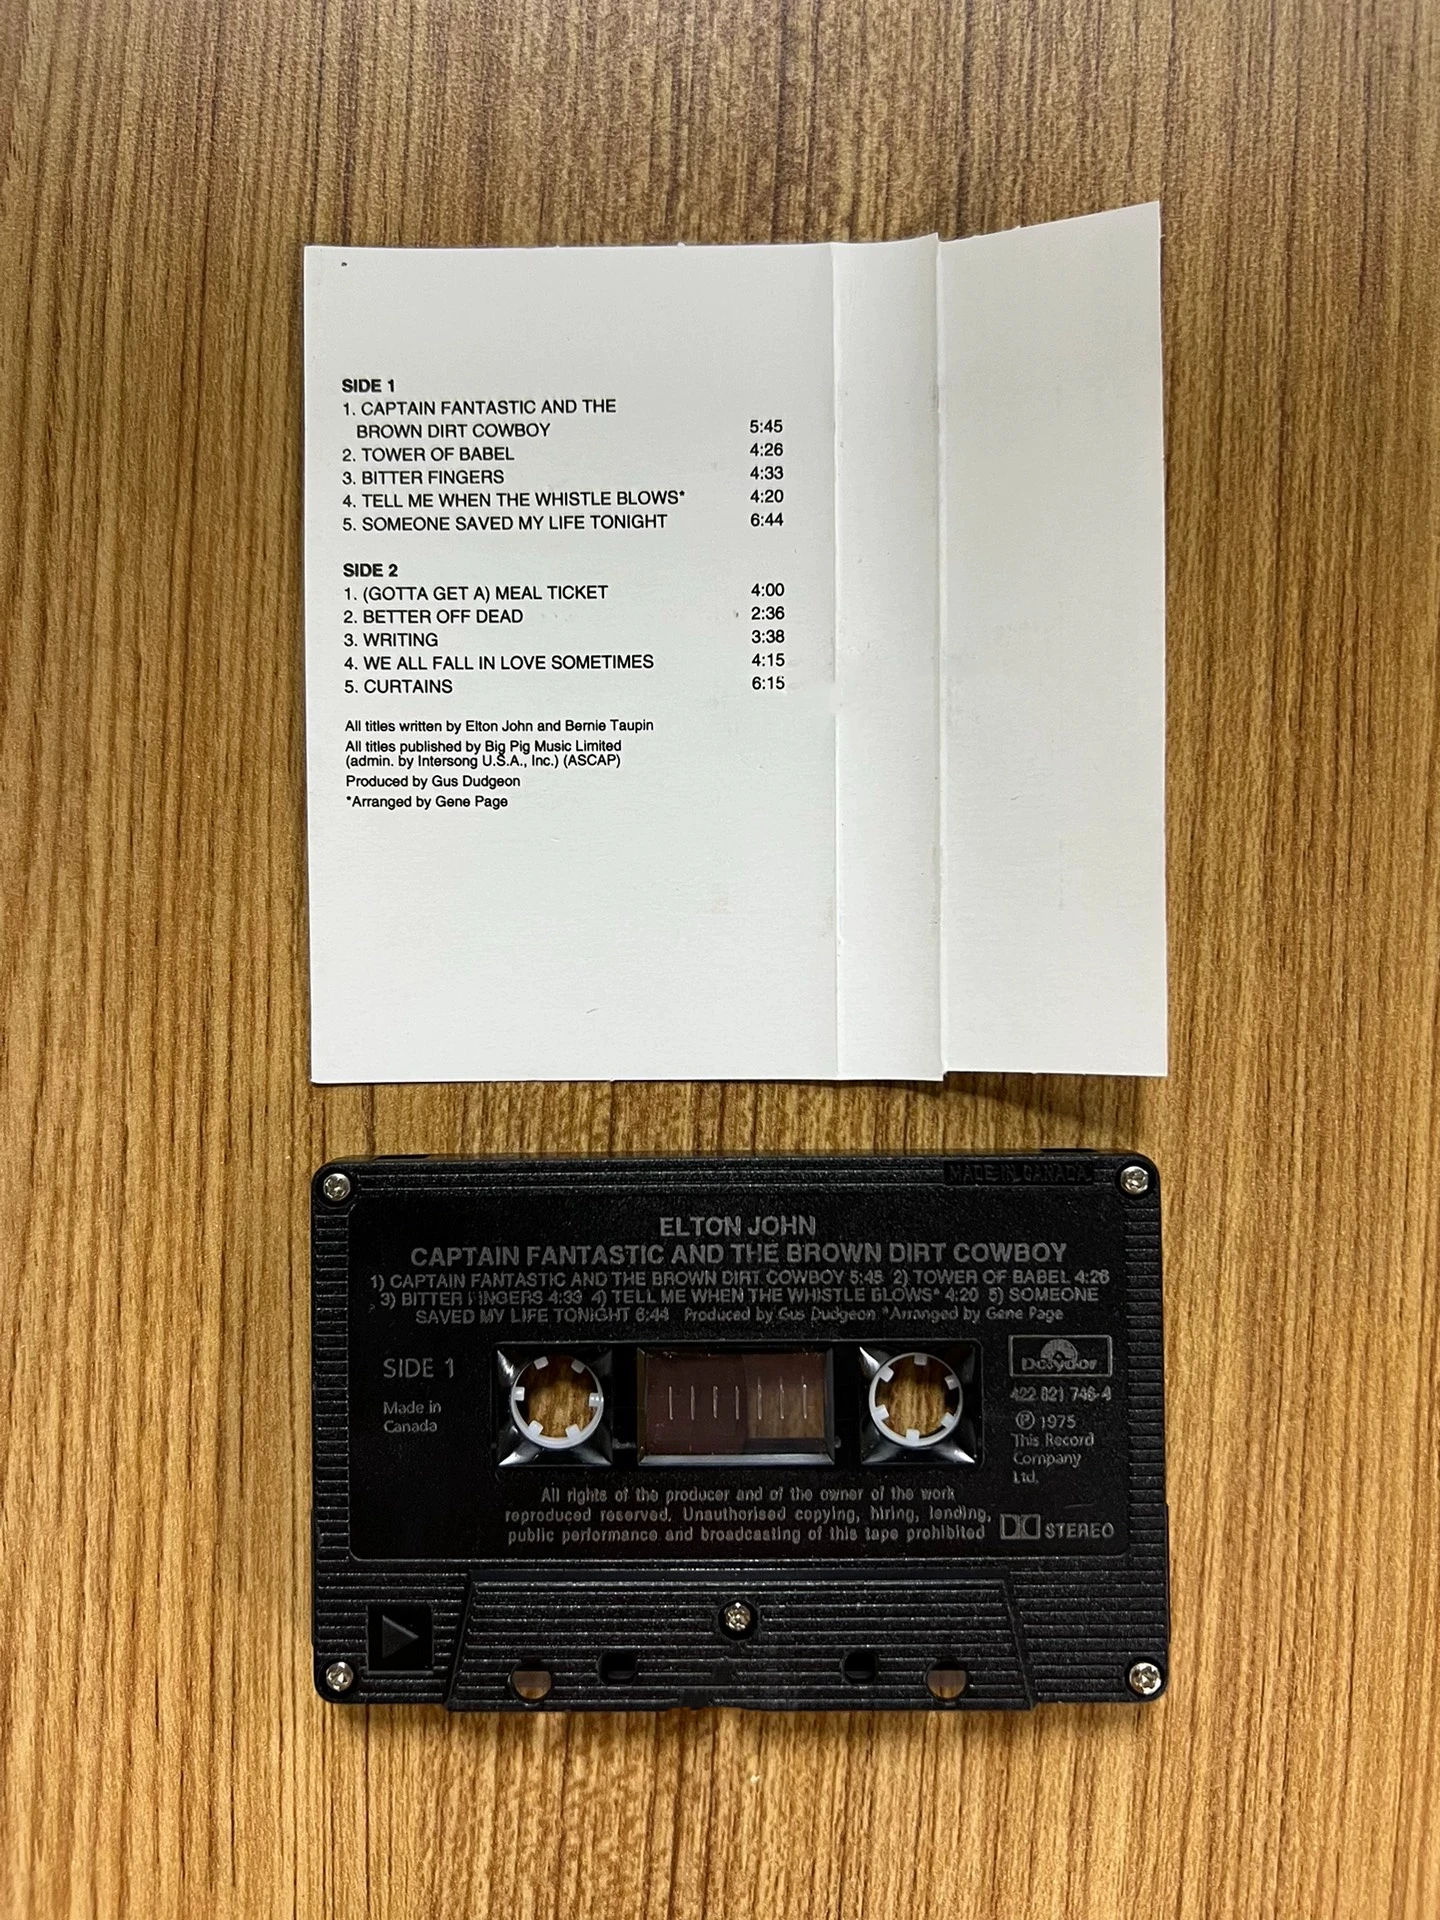 SIDE 1
1. CAPTAIN FANTASTIC AND THE
BROWN DIRT COWBOY 5:45
2. TOWER OF BABEL 4:26
3. BITTER FINGERS 4:33
4. TELL ME WHEN THE WHISTLE BLOWS* 4:20
5. SOMEONE SAVED MY LIFE TONIGHT 6:44
SIDE 2
1. (GOTTA GET A) MEAL TICKET 4:00
2. BETTER OFF DEAD 2:36
3. WRITING 3:38
4. WE ALL FALL IN LOVE SOMETIMES 4:15
5. CURTAINS 6:15
All titles written by Elton John and Bernie Taupin
All titles published by Big Pig Music Limited
(admin. by Intersong U.S.A., Inc.) (ASCAP)
Produced by Gus Dudgeon
*Arranged by Gene Page
MADE IN CANADA
ELTON JOHN
CAPTAIN FANTASTIC AND THE BROWN DIRT COWBOY
1) CAPTAIN FANTASTIC AND THE BROWN DIRT COWBOY 5:45 2) TOWER OF BABEL 4:26
3) BITTER FINGERS 4:33 4) TELL ME WHEN THE WHISTLE BLOWS* 4:20 5) SOMEONE
SAVED MY LIFE TONIGHT 6:44 Produced by Gus Dudgeon *Arranged by Gene Page
SIDE 1
Made in
Canada
Polydor
422 821 746-4
℗ 1975
This Record
Company
Ltd.
All rights of the producer and of the owner of the work
reproduced reserved. Unauthorised copying, hiring, lending,
public performance and broadcasting of this tape prohibited
STEREO